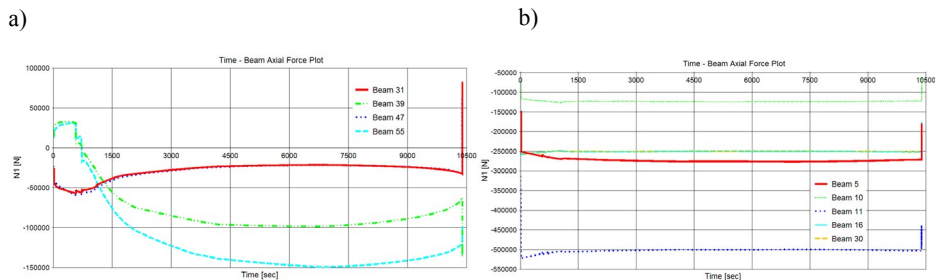 a)
Time - Beam Axial Force Plot
100000
50000
0
-50000
-100000
-150000
N1 [N]
0 1500 3000 4500 6000 7500 9000 10500
Beam 31
Beam 39
Beam 47
Beam 55
Time [sec]
b)
Time - Beam Axial Force Plot
0 1500 3000 4500 6000 7500 9000 10500
-50000
-100000
-150000
-200000
-250000
-300000
-350000
-400000
-450000
-500000
-550000
N1 [N]
Beam 5
Beam 10
Beam 11
Beam 16
Beam 30
Time [sec]